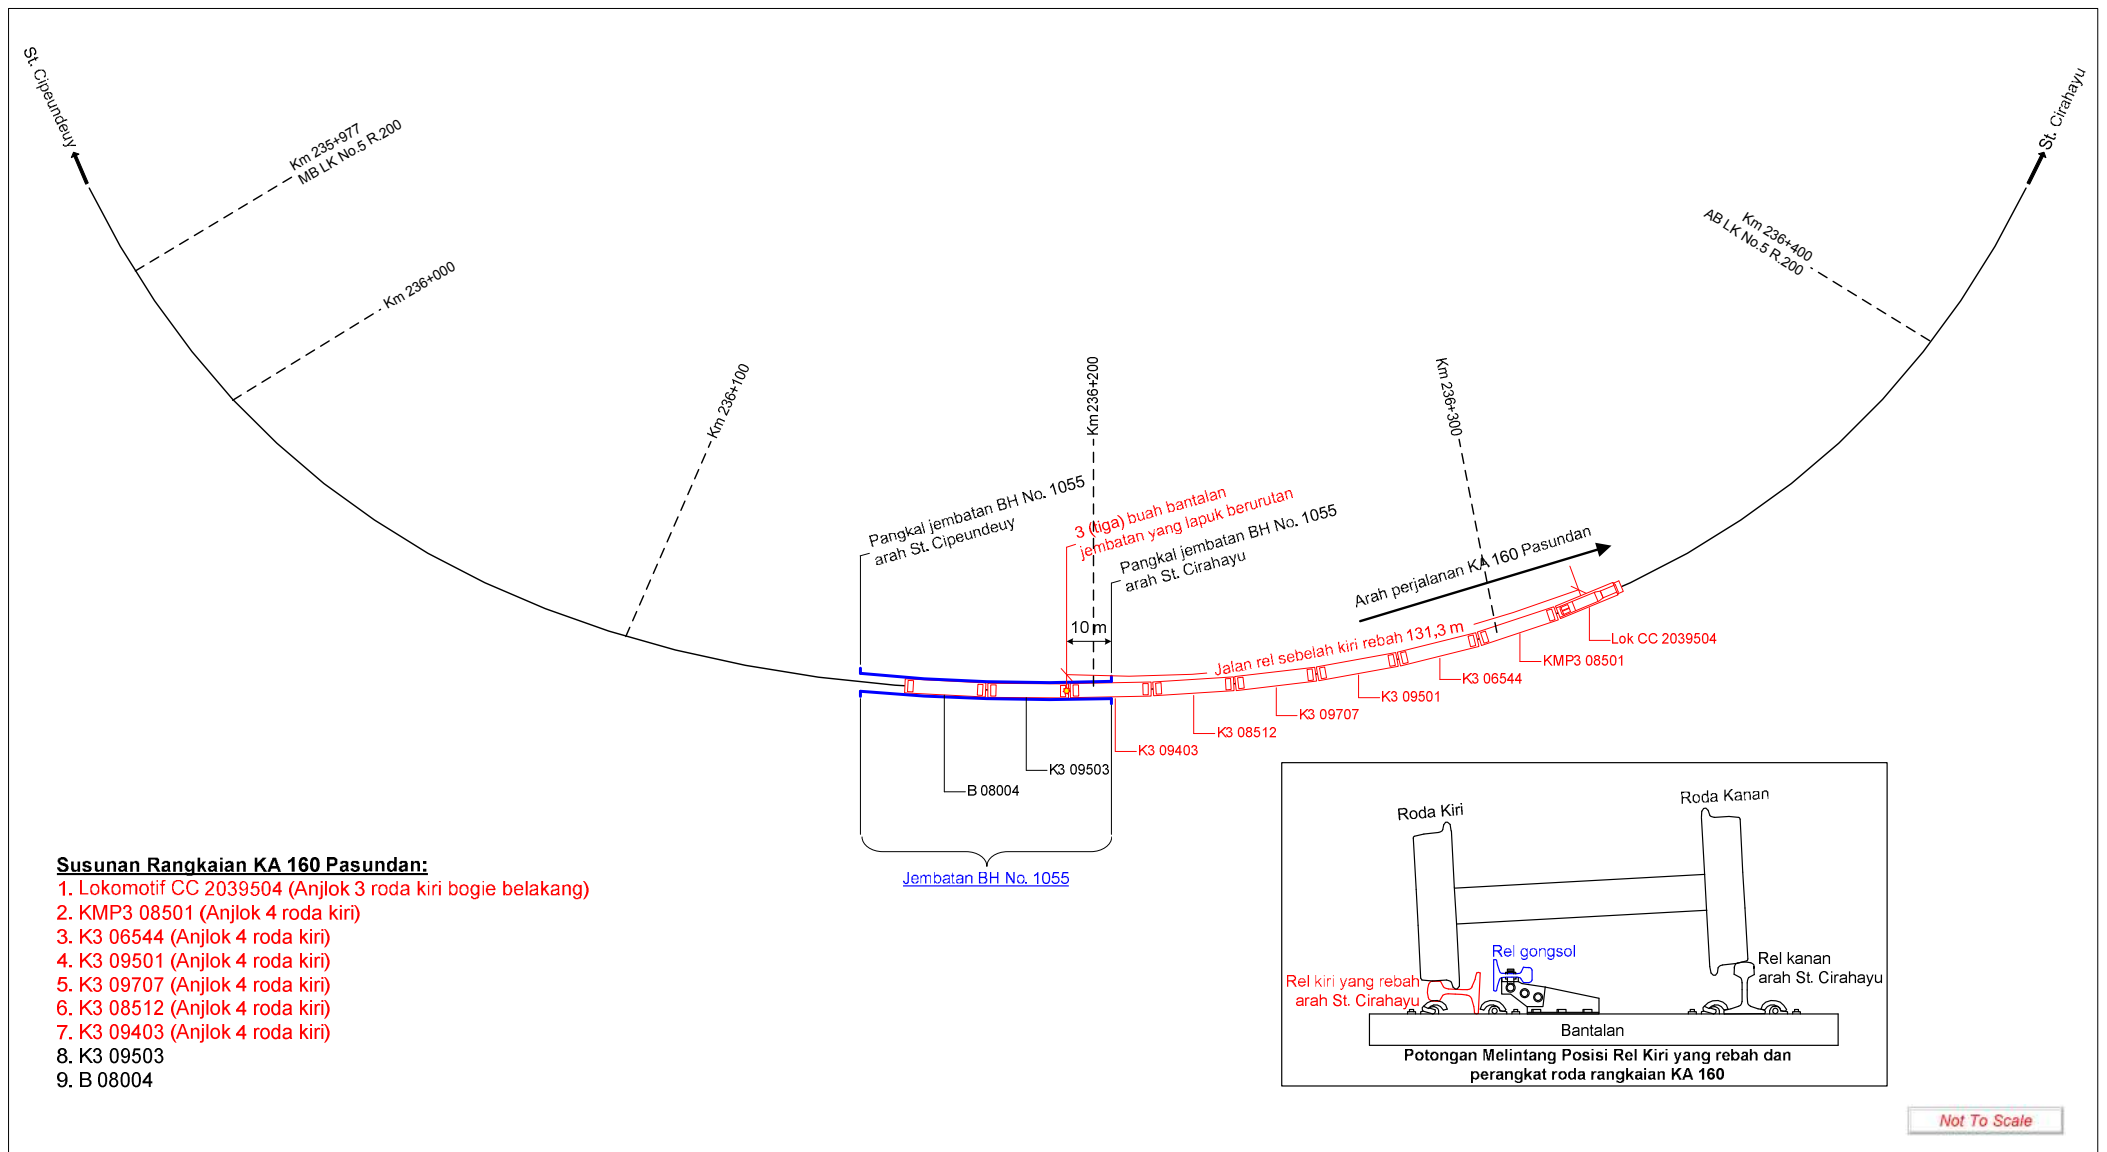 St. Cipeundeuy
Km 235+977
MB LK No.5 R.200
Km 236+000
Km 236+100
Km236+200
Km 236+300
Km 236+400
AB LK No.5 R.200
St. Cirahayu
Pangkal jembatan BH No. 1055
arah St. Cipeundeuy
3 (tiga) buah bantalan
jembatan yang lapuk berurutan
Pangkal jembatan BH No. 1055
arah St. Cirahayu
Arah perjalanan KA 160 Pasundan
10 m
Jalan rel sebelah kiri rebah 131,3 m
Lok CC 2039504
KMP3 08501
K3 06544
K3 09501
K3 09707
K3 08512
K3 09403
K3 09503
B 08004
Jembatan BH No. 1055
Susunan Rangkaian KA 160 Pasundan:
1. Lokomotif CC 2039504 (Anjlok 3 roda kiri bogie belakang)
2. KMP3 08501 (Anjlok 4 roda kiri)
3. K3 06544 (Anjlok 4 roda kiri)
4. K3 09501 (Anjlok 4 roda kiri)
5. K3 09707 (Anjlok 4 roda kiri)
6. K3 08512 (Anjlok 4 roda kiri)
7. K3 09403 (Anjlok 4 roda kiri)
8. K3 09503
9. B 08004
Roda Kiri
Roda Kanan
Rel gongsol
Rel kiri yang rebah
arah St. Cirahayu
Rel kanan
arah St. Cirahayu
Bantalan
Potongan Melintang Posisi Rel Kiri yang rebah dan
perangkat roda rangkaian KA 160
Not To Scale